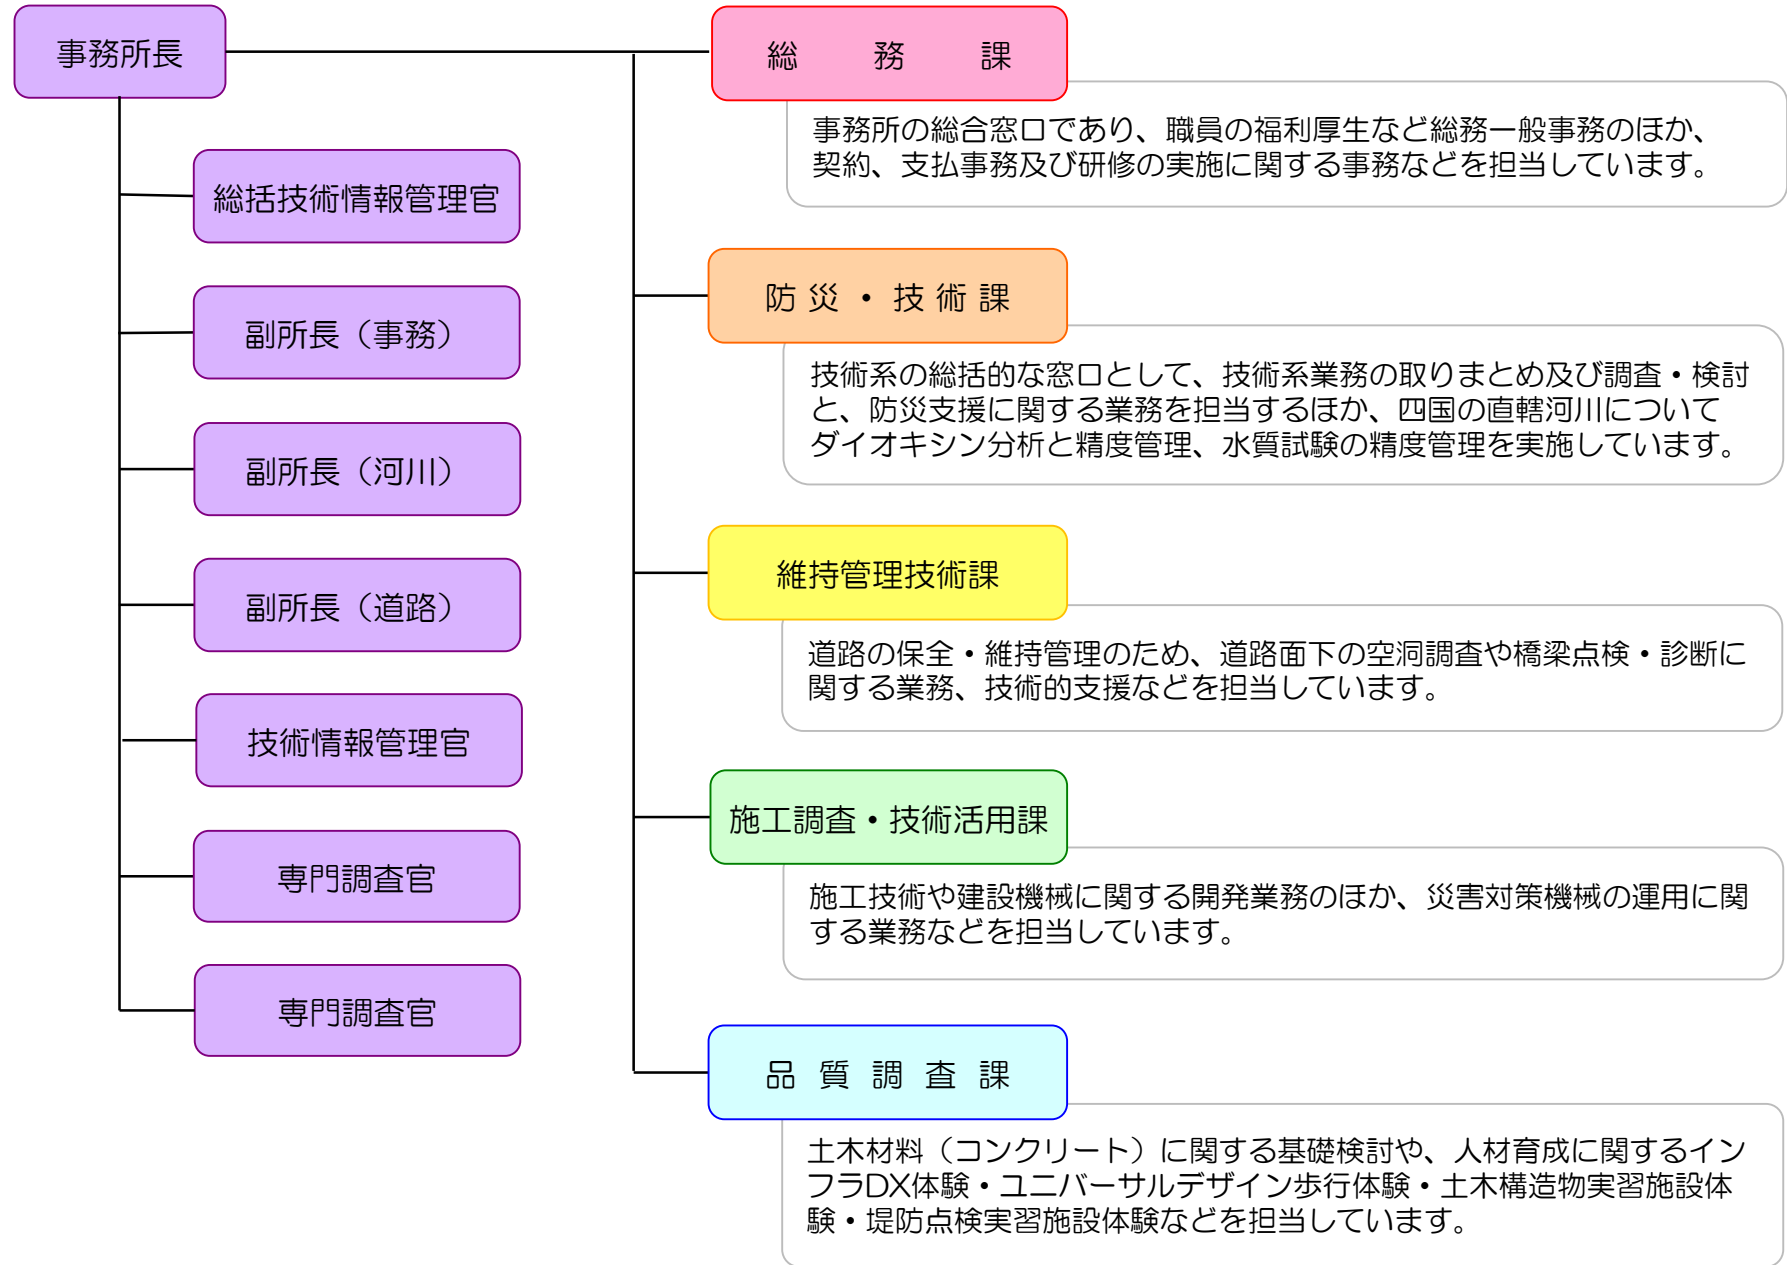 事務所長
総括技術情報管理官
副所長（事務）
副所長（河川）
副所長（道路）
技術情報管理官
専門調査官
専門調査官
総務課
事務所の総合窓口であり、職員の福利厚生など総務一般事務のほか、
契約、支払事務及び研修の実施に関する事務などを担当しています。
防災・技術課
技術系の総括的な窓口として、技術系業務の取りまとめ及び調査・検討
と、防災支援に関する業務を担当するほか、四国の直轄河川について
ダイオキシン分析と精度管理、水質試験の精度管理を実施しています。
維持管理技術課
道路の保全・維持管理のため、道路面下の空洞調査や橋梁点検・診断に
関する業務、技術的支援などを担当しています。
施工調査・技術活用課
施工技術や建設機械に関する開発業務のほか、災害対策機械の運用に関
する業務などを担当しています。
品質調査課
土木材料（コンクリート）に関する基礎検討や、人材育成に関するイン
フラDX体験・ユニバーサルデザイン歩行体験・土木構造物実習施設体
験・堤防点検実習施設体験などを担当しています。